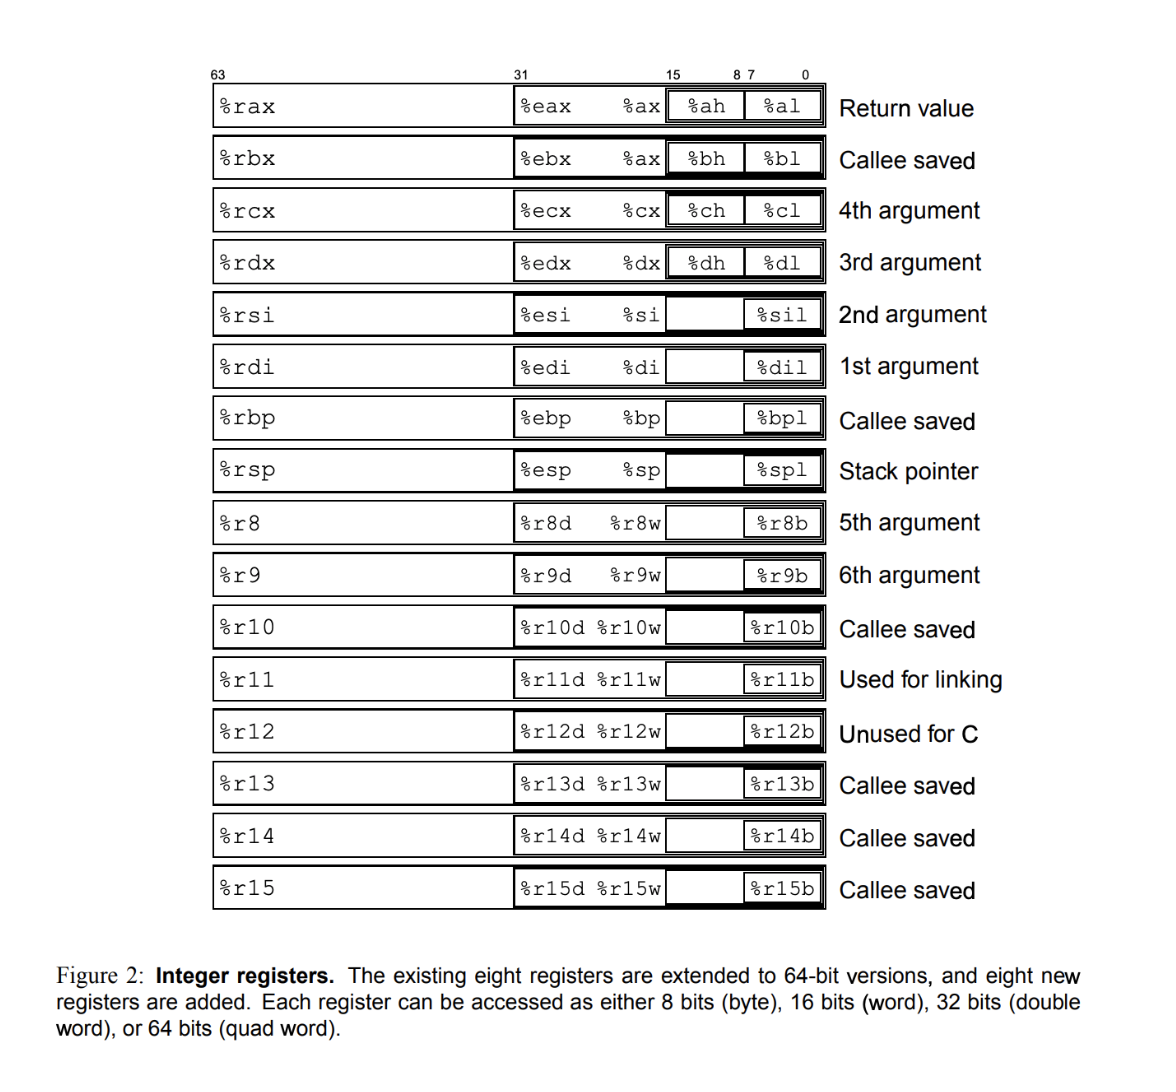 63 31 15 8 7 0
%rax %eax %ax %ah %al Return value
%rbx %ebx %ax %bh %bl Callee saved
%rcx %ecx %cx %ch %cl 4th argument
%rdx %edx %dx %dh %dl 3rd argument
%rsi %esi %si %sil 2nd argument
%rdi %edi %di %dil 1st argument
%rbp %ebp %bp %bpl Callee saved
%rsp %esp %sp %spl Stack pointer
%r8 %r8d %r8w %r8b 5th argument
%r9 %r9d %r9w %r9b 6th argument
%r10 %r10d %r10w %r10b Callee saved
%r11 %r11d %r11w %r11b Used for linking
%r12 %r12d %r12w %r12b Unused for C
%r13 %r13d %r13w %r13b Callee saved
%r14 %r14d %r14w %r14b Callee saved
%r15 %r15d %r15w %r15b Callee saved
Figure 2: Integer registers. The existing eight registers are extended to 64-bit versions, and eight new
registers are added. Each register can be accessed as either 8 bits (byte), 16 bits (word), 32 bits (double
word), or 64 bits (quad word).